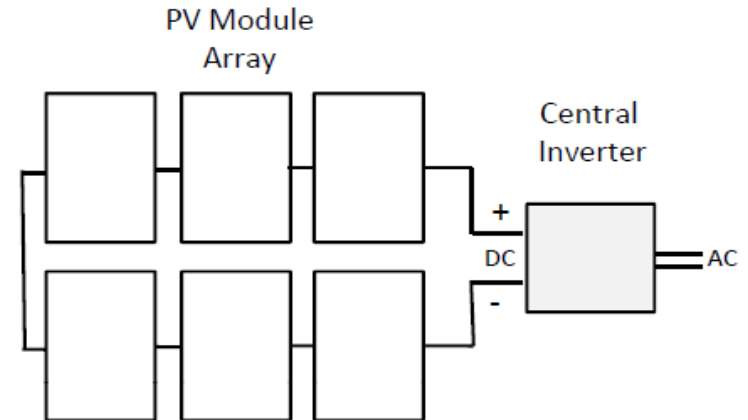 PV Module
Array
Central
Inverter
+
DC
AC
-